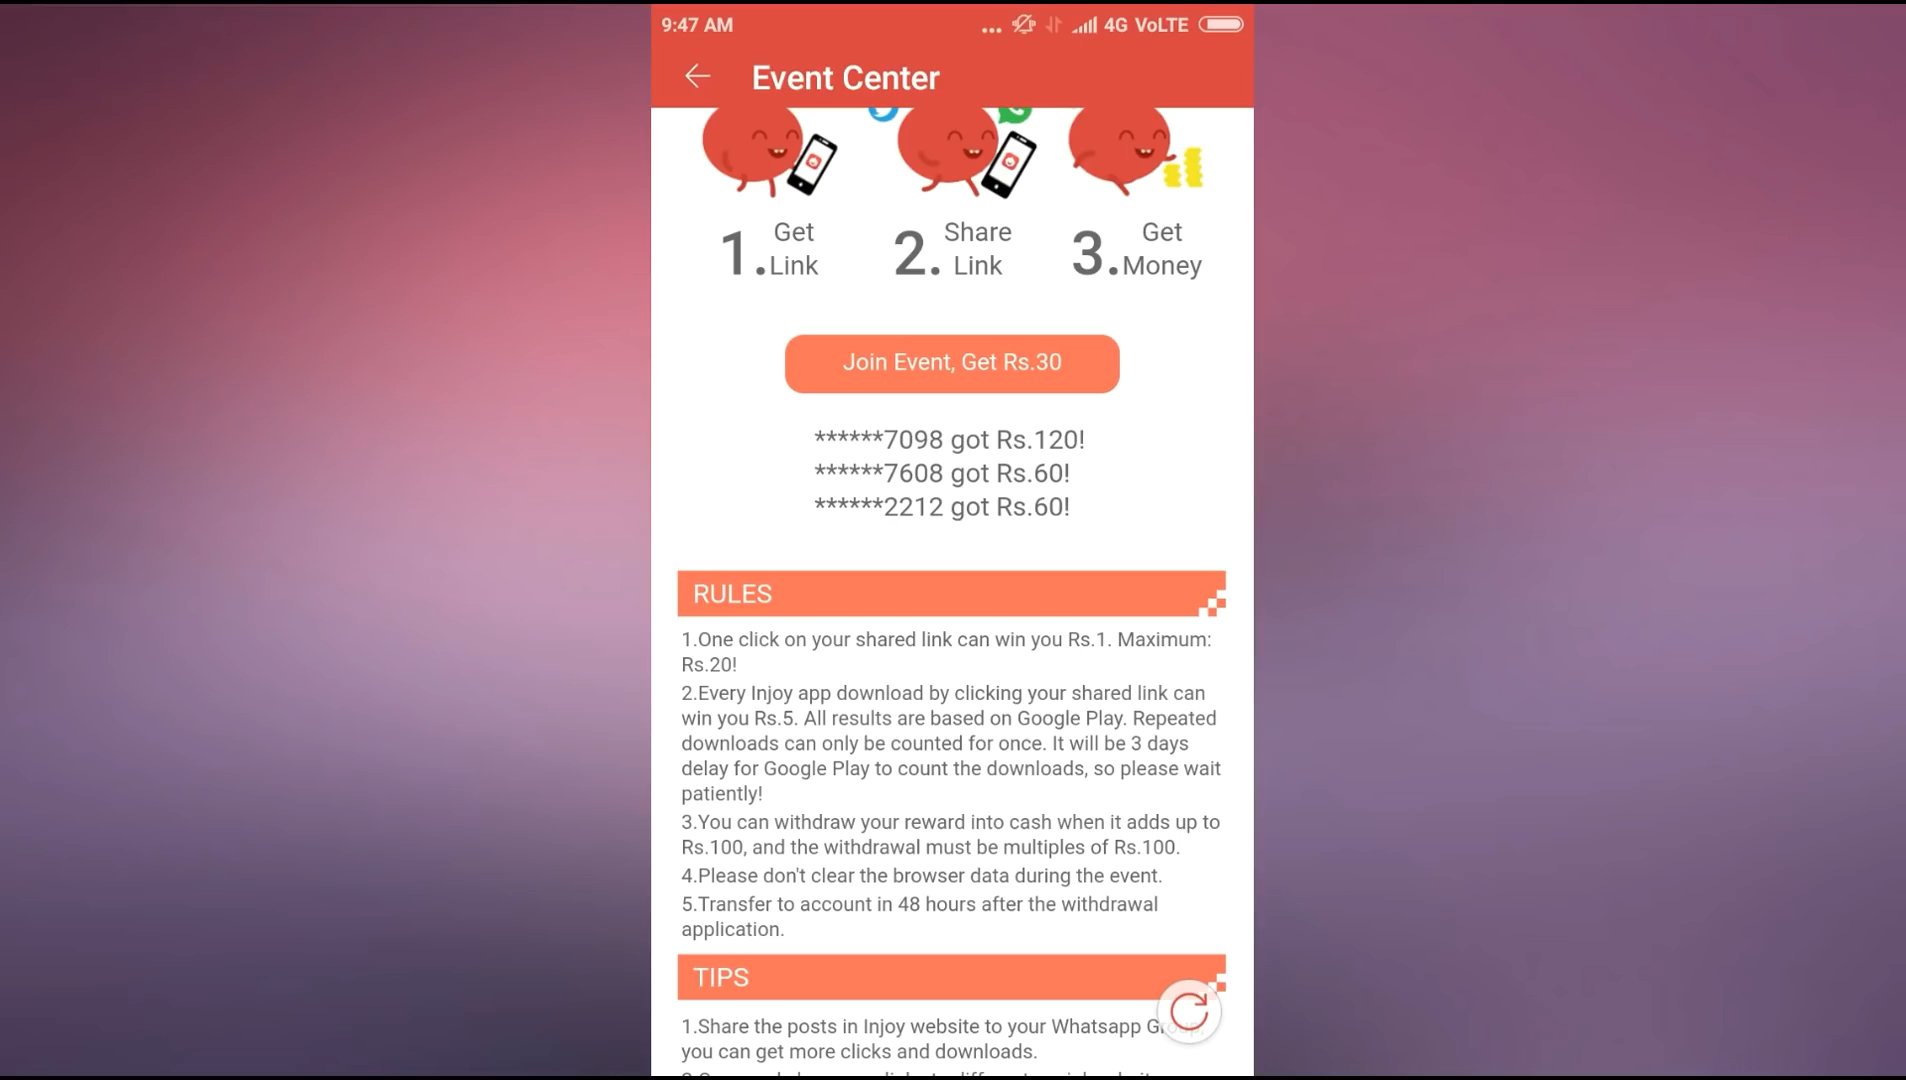 9:47 AM
... 4G VoLTE
Event Center
1. Get Link
2. Share Link
3. Get Money
Join Event, Get Rs.30
******7098 got Rs.120!
******7608 got Rs.60!
******2212 got Rs.60!
RULES
1.One click on your shared link can win you Rs.1. Maximum:
Rs.20!
2.Every Injoy app download by clicking your shared link can
win you Rs.5. All results are based on Google Play. Repeated
downloads can only be counted for once. It will be 3 days
delay for Google Play to count the downloads, so please wait
patiently!
3.You can withdraw your reward into cash when it adds up to
Rs.100, and the withdrawal must be multiples of Rs.100.
4.Please don't clear the browser data during the event.
5.Transfer to account in 48 hours after the withdrawal
application.
TIPS
1.Share the posts in Injoy website to your Whatsapp Group,
you can get more clicks and downloads.